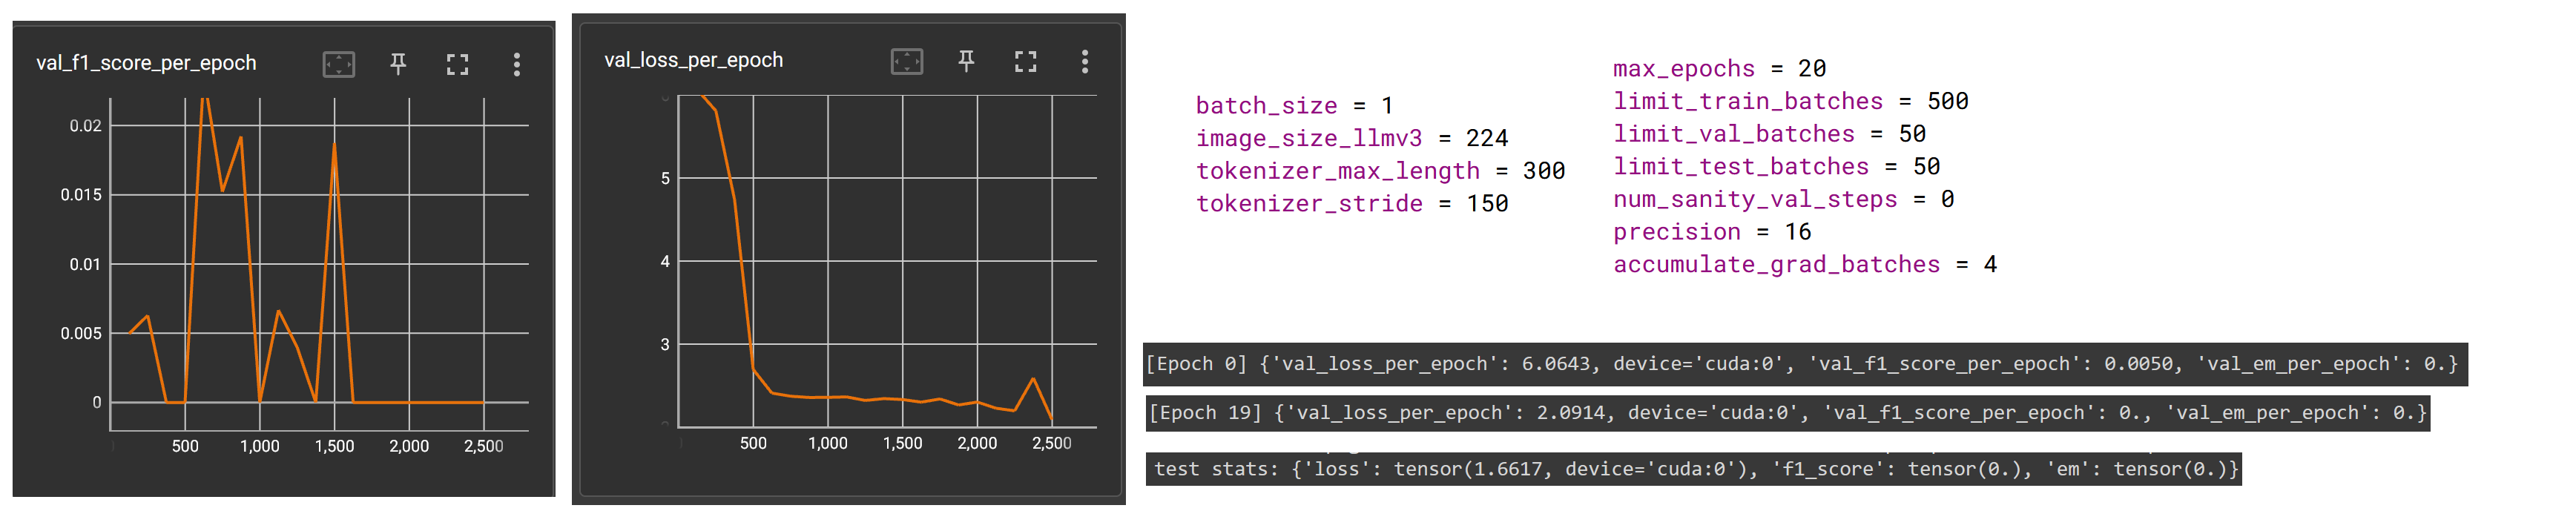 val_f1_score_per_epoch
0.02
0.015
0.01
0.005
0
500 1,000 1,500 2,000 2,500
val_loss_per_epoch
5
4
3
500 1,000 1,500 2,000 2,500
batch_size = 1
image_size_llmv3 = 224
tokenizer_max_length = 300
tokenizer_stride = 150
max_epochs = 20
limit_train_batches = 500
limit_val_batches = 50
limit_test_batches = 50
num_sanity_val_steps = 0
precision = 16
accumulate_grad_batches = 4
[Epoch 0] {'val_loss_per_epoch': 6.0643, device='cuda:0', 'val_f1_score_per_epoch': 0.0050, 'val_em_per_epoch': 0.}
[Epoch 19] {'val_loss_per_epoch': 2.0914, device='cuda:0', 'val_f1_score_per_epoch': 0., 'val_em_per_epoch': 0.}
test stats: {'loss': tensor(1.6617, device='cuda:0'), 'f1_score': tensor(0.), 'em': tensor(0.)}